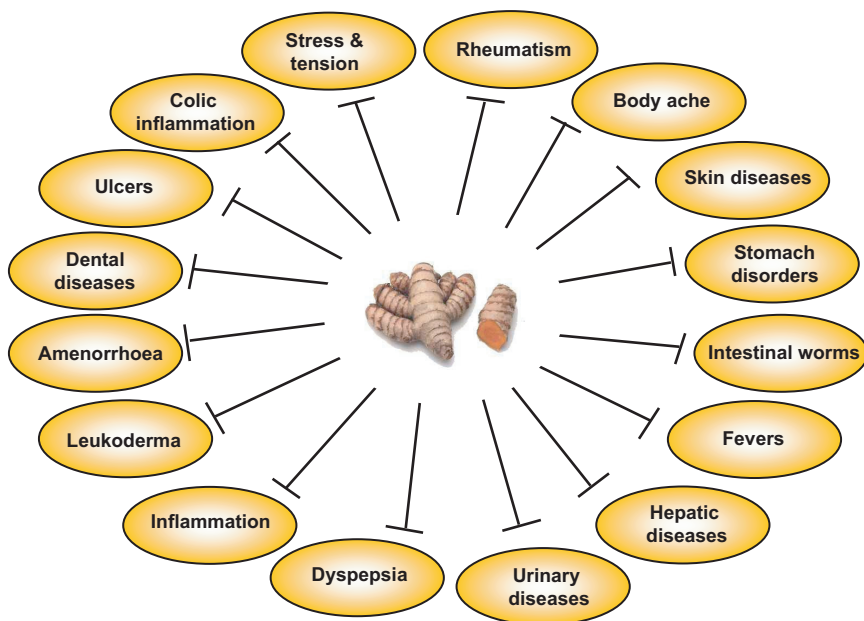 Stress &
tension
Rheumatism
Body ache
Skin diseases
Stomach
disorders
Intestinal worms
Fevers
Hepatic
diseases
Urinary
diseases
Dyspepsia
Inflammation
Leukoderma
Amenorrhoea
Dental
diseases
Ulcers
Colic
inflammation